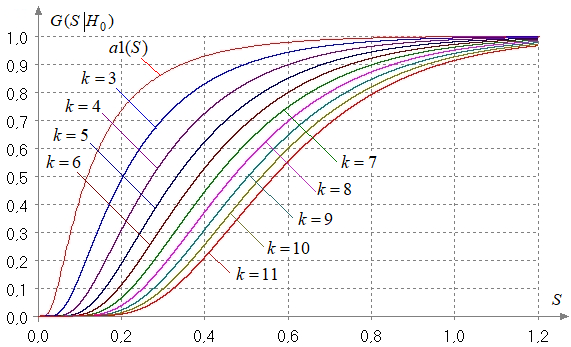 G(S|H₀)
1,0
a1(S)
0,9
k = 3
0,8
k = 4
0,7
k = 5
0,6
k = 6
k = 7
0,5
k = 8
0,4
k = 9
0,3
k = 10
0,2
k = 11
0,1
S
0,0
0,0 0,2 0,4 0,6 0,8 1,0 1,2